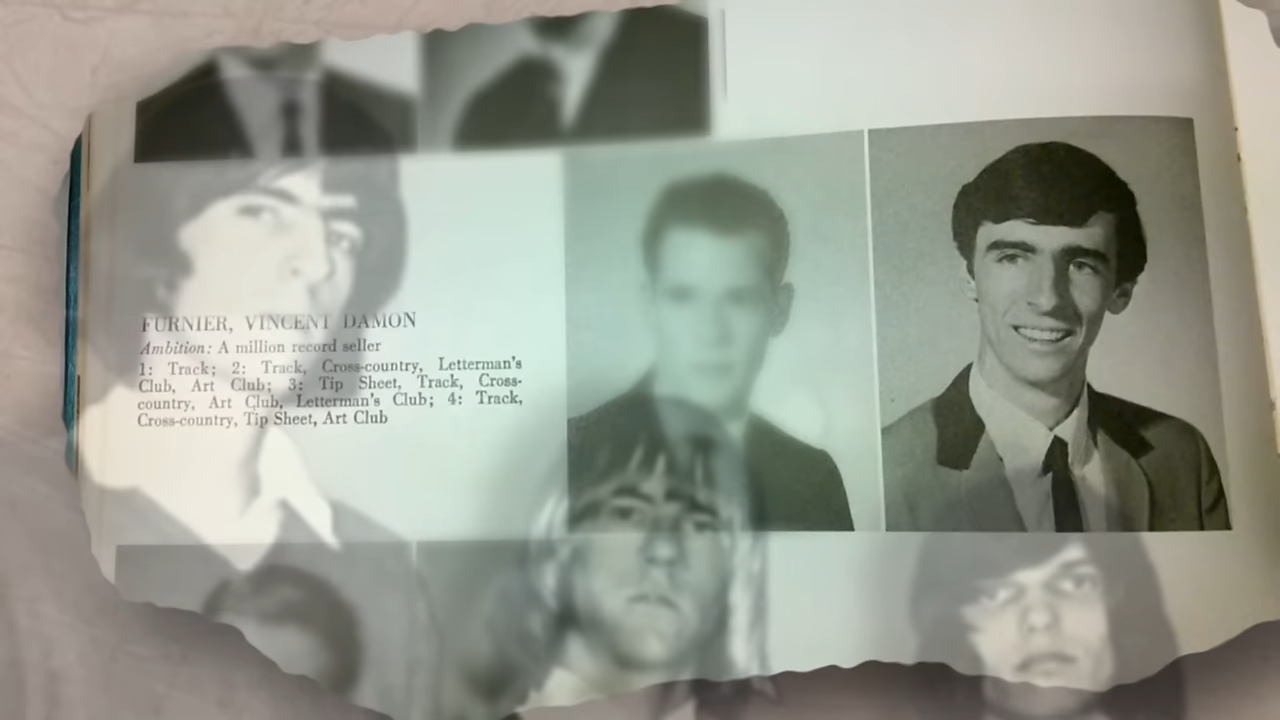 FURNIER, VINCENT DAMON
Ambition: A million record seller
1: Track; 2: Track, Cross-country, Letterman's
Club, Art Club; 3: Tip Sheet, Track, Cross-
country, Art Club, Letterman's Club; 4: Track,
Cross-country, Tip Sheet, Art Club